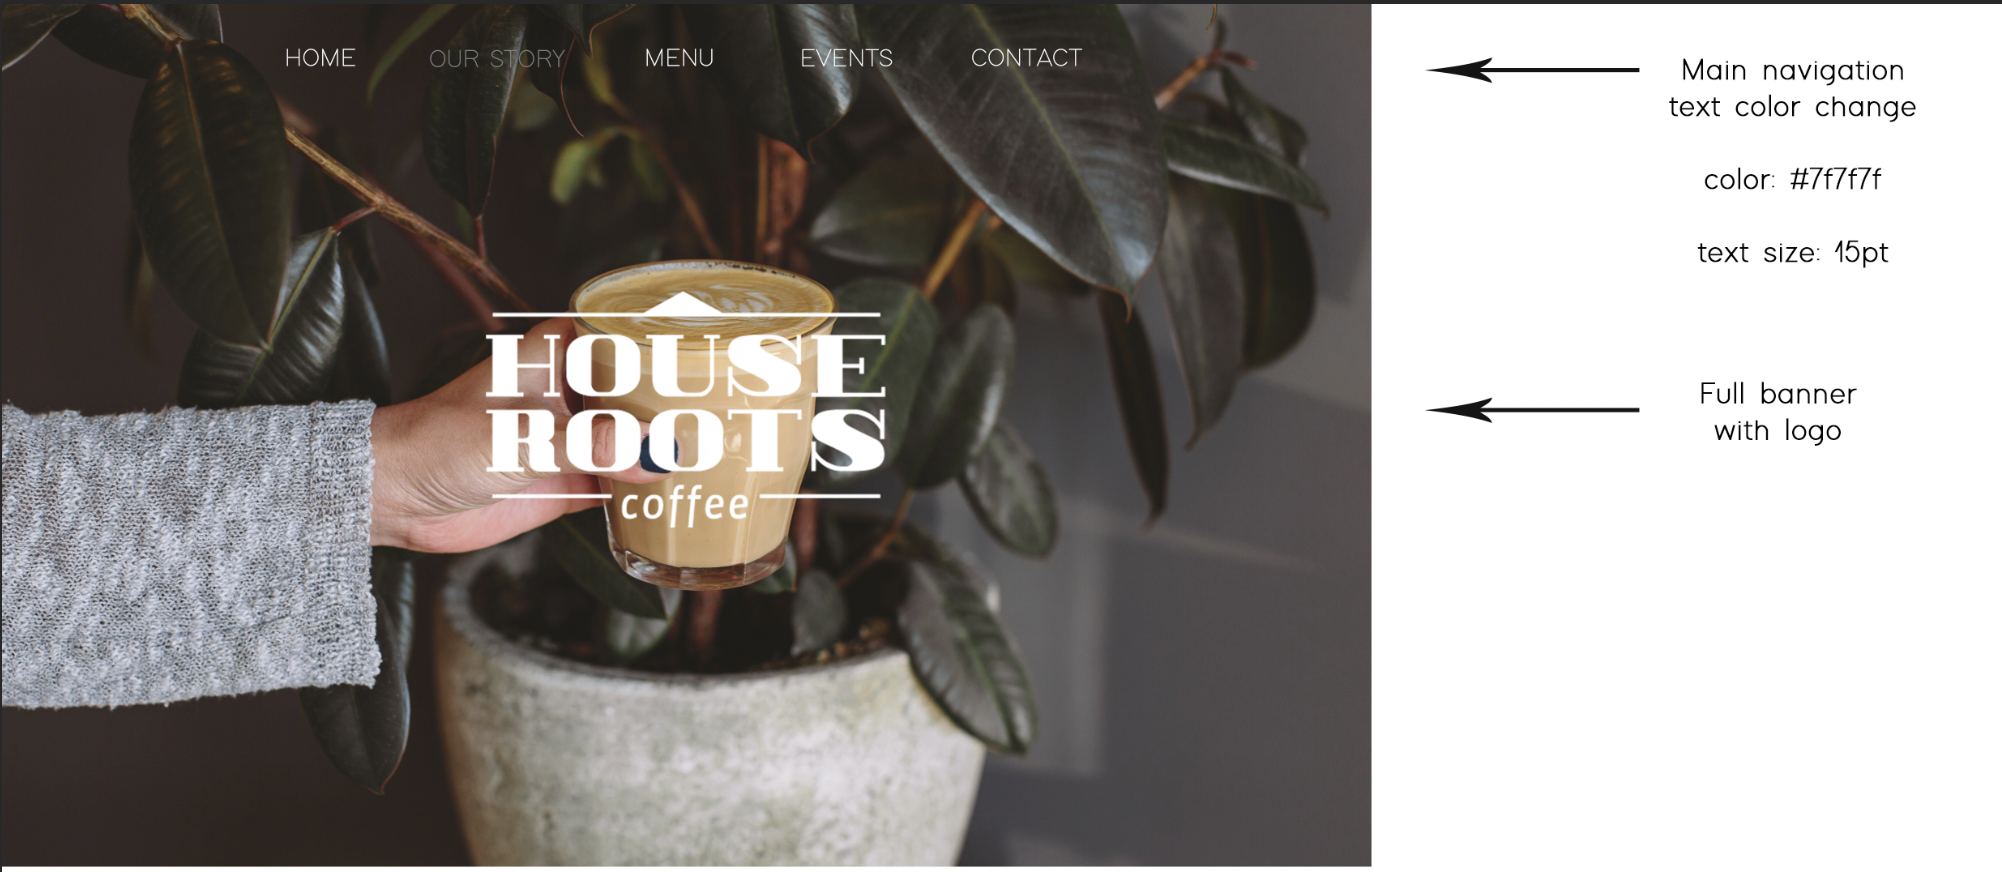 HOME OUR STORY MENU EVENTS CONTACT
HOUSE
ROOTS
coffee
Main navigation
text color change
color: #7f7f7f
text size: 15pt
Full banner
with logo